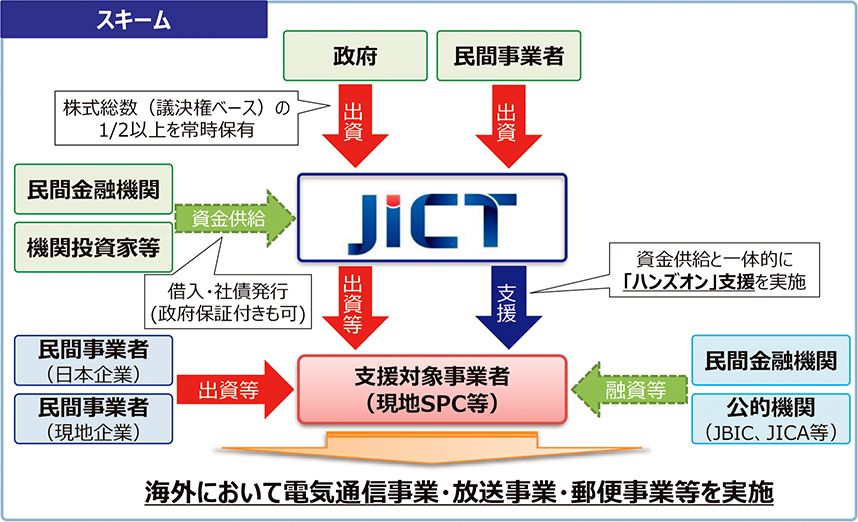 スキーム
政府
民間事業者
株式総数（議決権ベース）の
1/2以上を常時保有
出資
出資
民間金融機関
機関投資家等
資金供給
JiCT
借入・社債発行
(政府保証付きも可)
出資等
支援
資金供給と一体的に
「ハンズオン」支援を実施
民間事業者
（日本企業）
民間事業者
（現地企業）
出資等
支援対象事業者
（現地SPC等）
融資等
民間金融機関
公的機関
（JBIC、JICA等）
海外において電気通信事業・放送事業・郵便事業等を実施